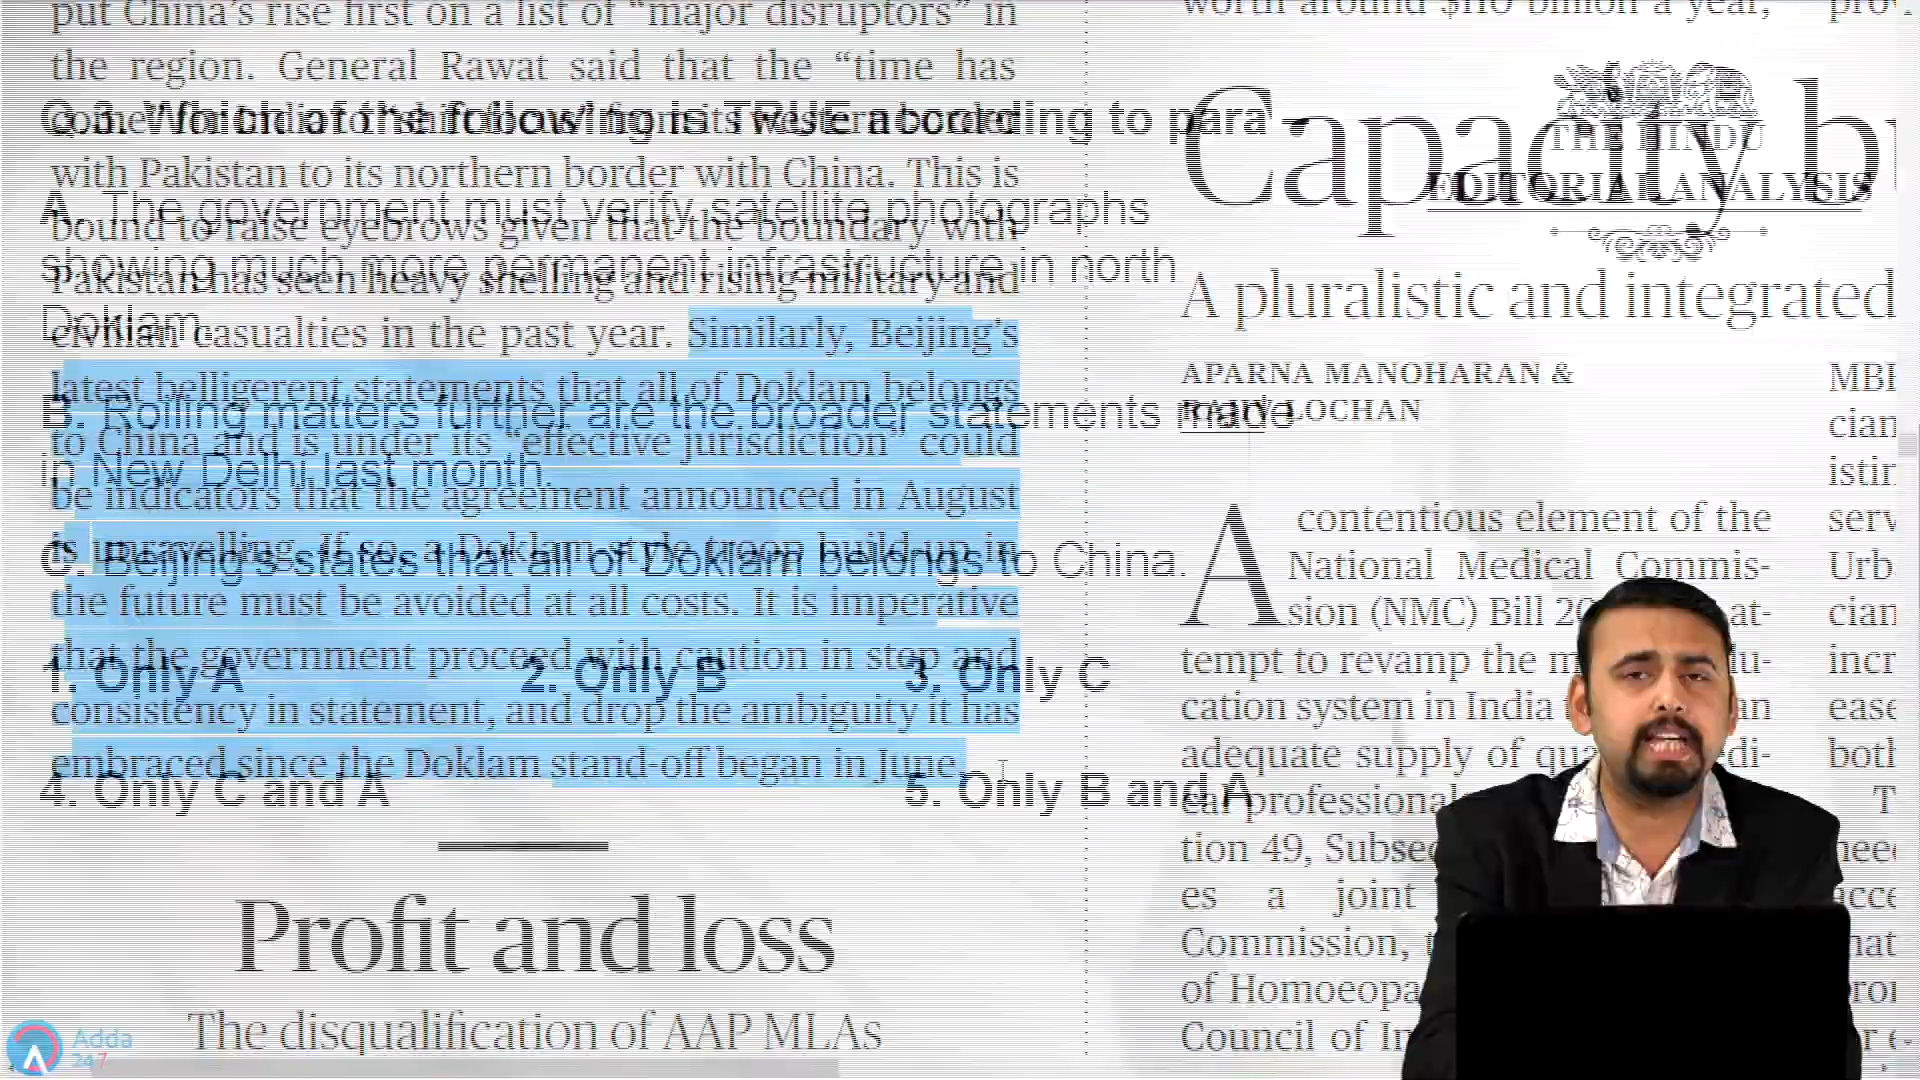 put China's rise first on a list of “major disruptors” in
the region. General Rawat said that the “time has
with Pakistan to its northern border with China. This is
bound to raise eyebrows given that the boundary with
Pakistan has seen heavy shelling and rising military and
civilian casualties in the past year. Similarly, Beijing's
latest belligerent statements that all of Doklam belongs
to China and is under its “effective jurisdiction” could
be indicators that the agreement announced in August
is unravelling. If so, a Doklam-style troop build-up in
the future must be avoided at all costs. It is imperative
that the government proceed with caution in step and
consistency in statement, and drop the ambiguity it has
embraced since the Doklam stand-off began in June.
Profit and loss
The disqualification of AAP MLAs
Which of the following is TRUE according to para
A. The government must verify satellite photographs
showing much more permanent infrastructure in north
Doklam.
B. Rolling matters further are the broader statements made
in New Delhi last month.
C. Beijing's states that all of Doklam belongs to China.
1. Only A 2. Only B 3. Only C
4. Only C and A 5. Only B and A
worth around $110 billion a year,
Capacity
A pluralistic and integrated
APARNA MANOHARAN &
LOCHAN
A contentious element of the
National Medical Commis-
sion (NMC) Bill
tempt to revamp the
cation system in India
adequate supply of
cal professional
tion 49,
es a joint
Commission,
of
Council of
THE HINDU
EDITORIAL ANALYSIS
Adda
247